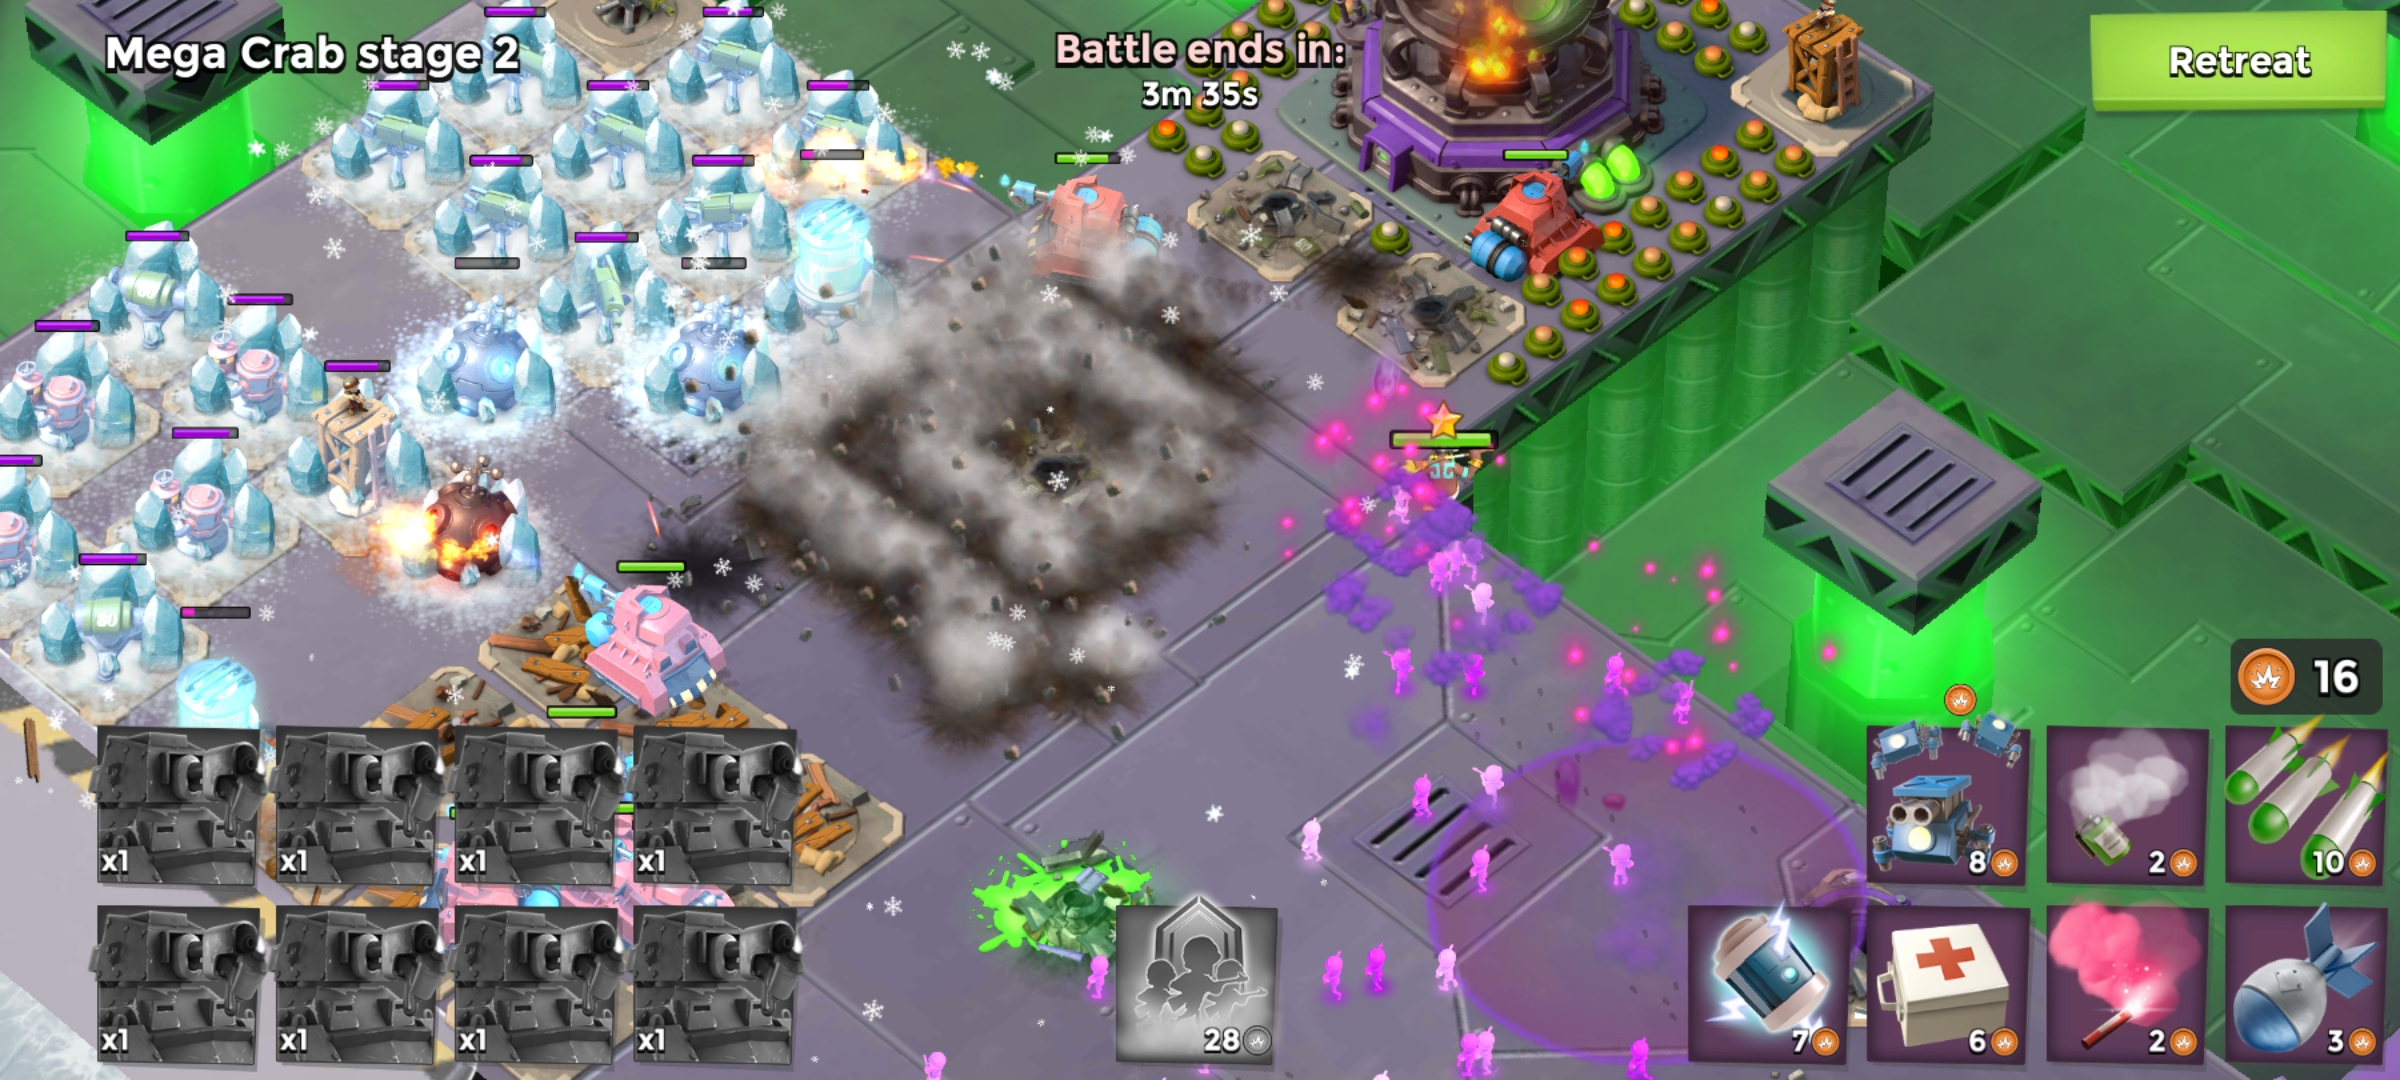 Mega Crab stage 2
Battle ends in:
3m 35s
Retreat
16
8
2
10
x1
x1
x1
x1
x1
x1
x1
x1
28
7
6
2
3